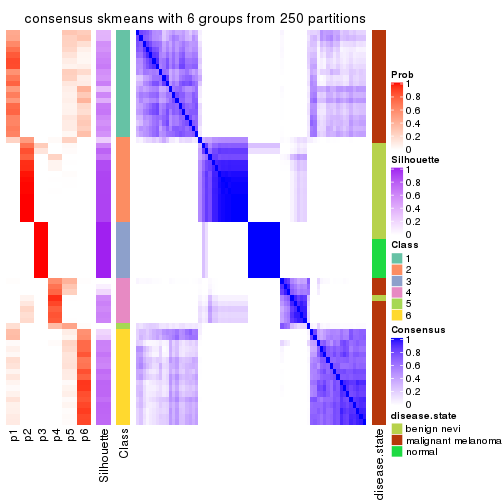 consensus skmeans with 6 groups from 250 partitions
Prob
1
0.8
0.6
0.4
0.2
0
Silhouette
1
0.8
0.6
0.4
0.2
0
Class
1
2
3
4
5
6
Consensus
1
0.8
0.6
0.4
0.2
0
disease.state
benign nevi
malignant melanoma
normal
p1
p2
p3
p4
p5
p6
Silhouette
Class
disease.state